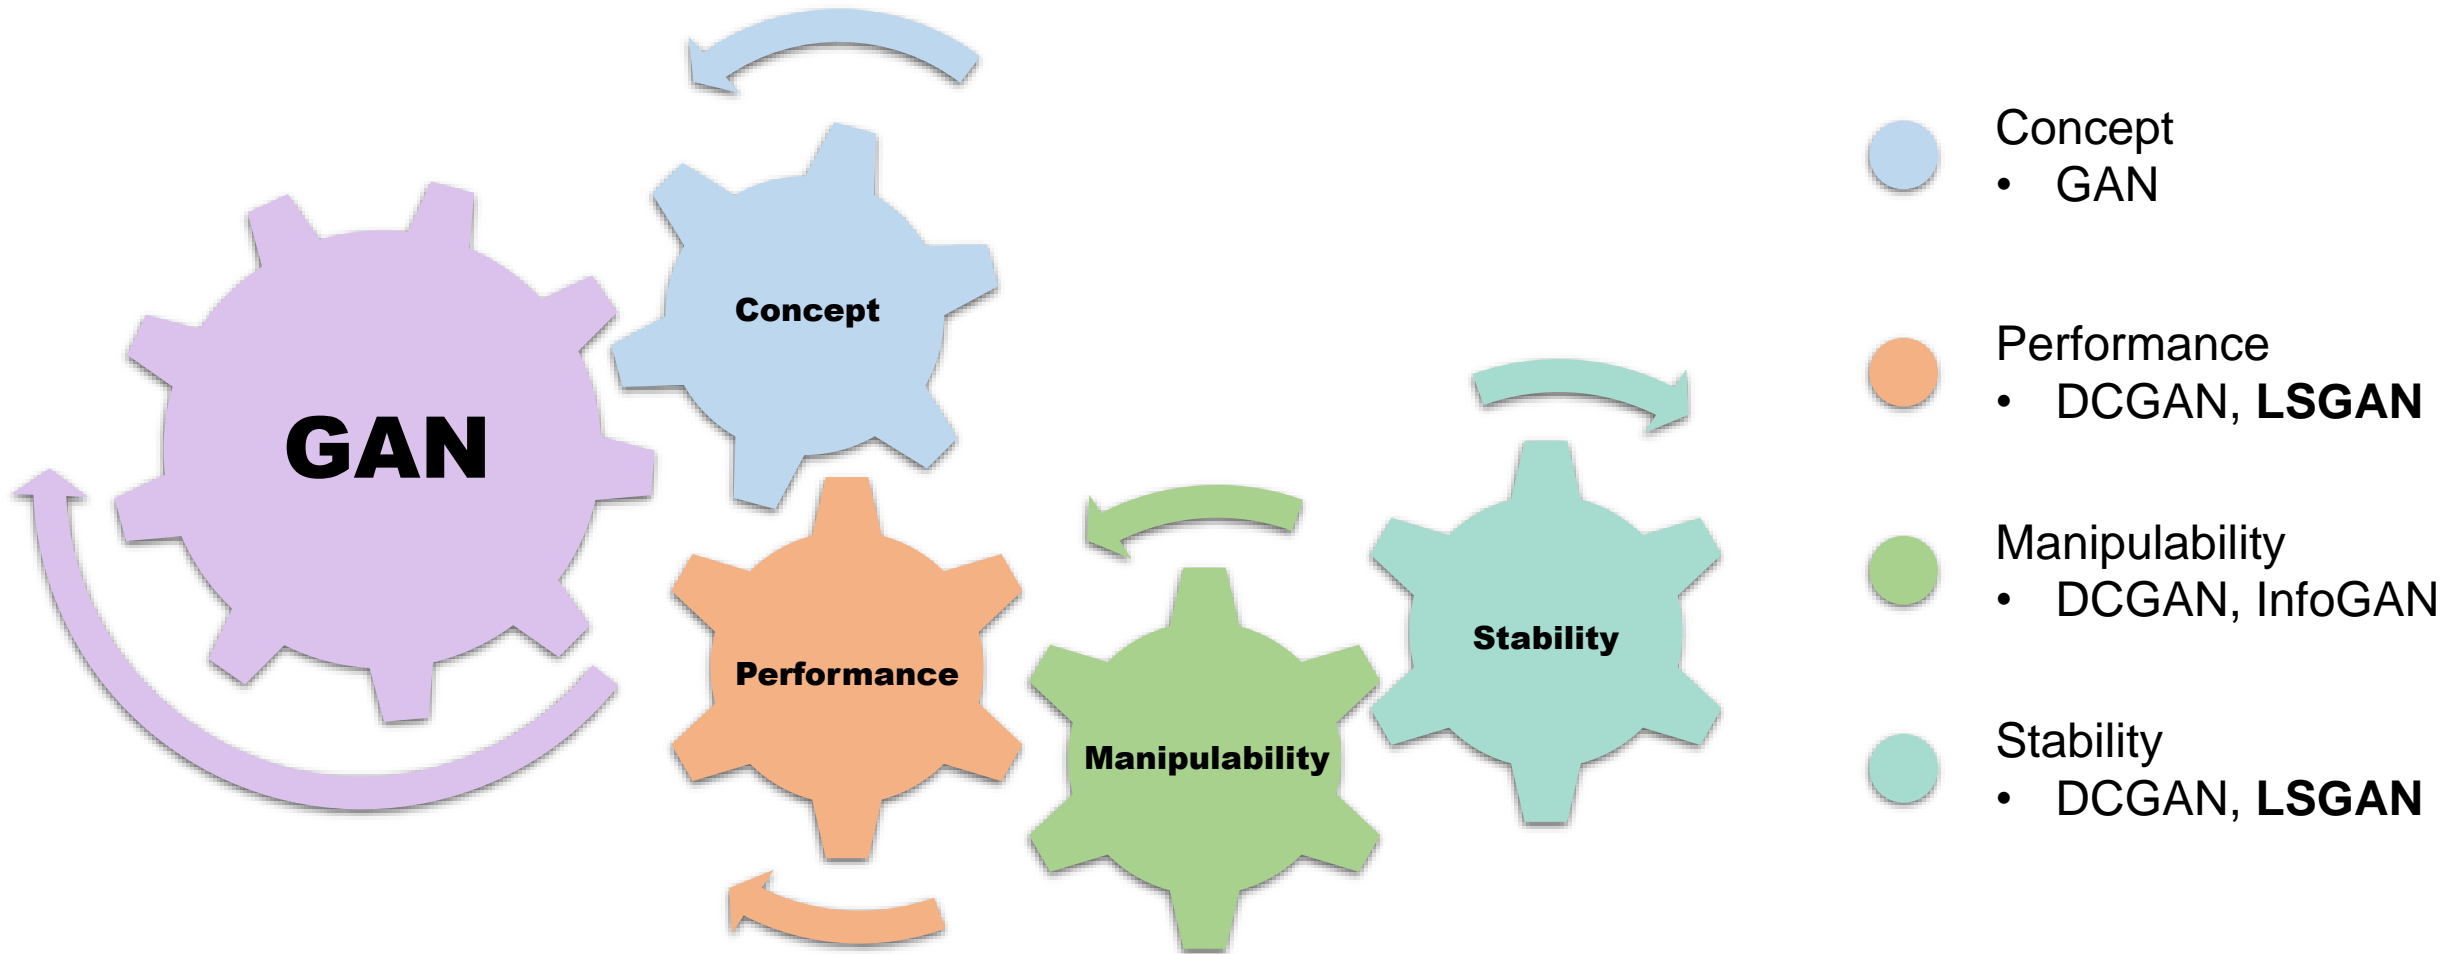 GAN
Concept
Performance
Manipulability
Stability
Concept
• GAN
Performance
• DCGAN, LSGAN
Manipulability
• DCGAN, InfoGAN
Stability
• DCGAN, LSGAN